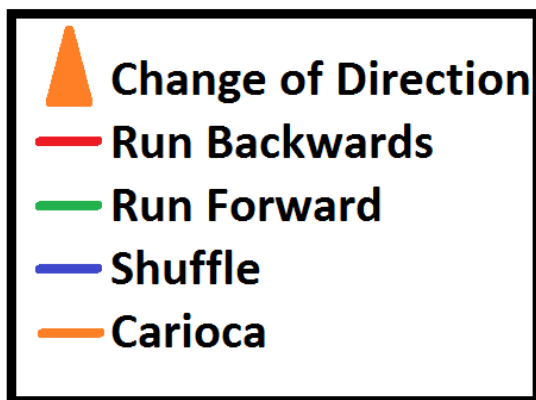 Change of Direction
Run Backwards
Run Forward
Shuffle
Carioca